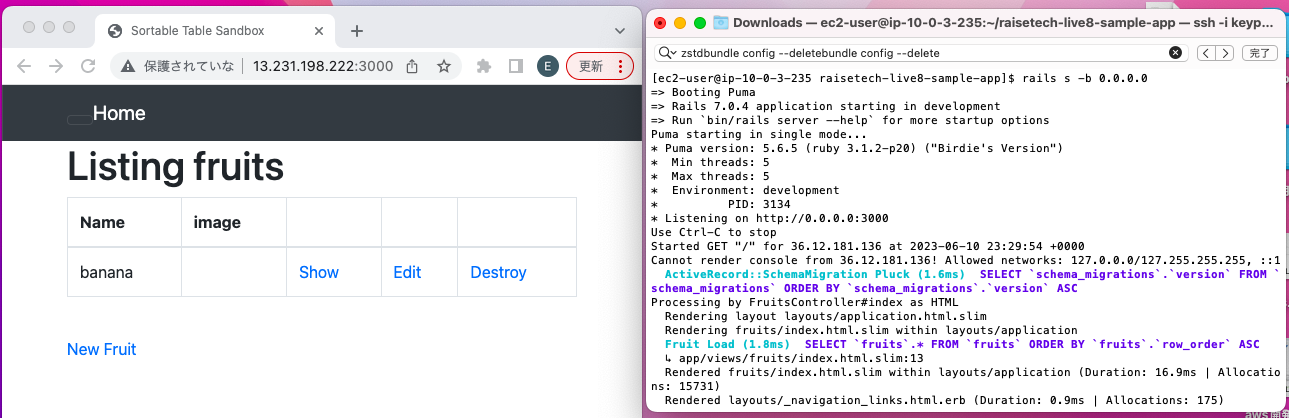 Sortable Table Sandbox
保護されていな
13.231.198.222:3000
E
更新
Home
Listing fruits
Name image
banana Show Edit Destroy
New Fruit
Downloads — ec2-user@ip-10-0-3-235:~/raisetech-live8-sample-app — ssh -i keyp...
zstdbundle config --deletebundle config --delete
完了
[ec2-user@ip-10-0-3-235 raisetech-live8-sample-app]$ rails s -b 0.0.0.0
=> Booting Puma
=> Rails 7.0.4 application starting in development
=> Run `bin/rails server --help` for more startup options
Puma starting in single mode...
* Puma version: 5.6.5 (ruby 3.1.2-p20) ("Birdie's Version")
*  Min threads: 5
*  Max threads: 5
*  Environment: development
*          PID: 3134
* Listening on http://0.0.0.0:3000
Use Ctrl-C to stop
Started GET "/" for 36.12.181.136 at 2023-06-10 23:29:54 +0000
Cannot render console from 36.12.181.136! Allowed networks: 127.0.0.0/127.255.255.255, ::1
ActiveRecord::SchemaMigration Pluck (1.6ms)  SELECT `schema_migrations`.`version` FROM `
schema_migrations` ORDER BY `schema_migrations`.`version` ASC
Processing by FruitsController#index as HTML
Rendering layout layouts/application.html.slim
Rendering fruits/index.html.slim within layouts/application
Fruit Load (1.8ms)  SELECT `fruits`.* FROM `fruits` ORDER BY `fruits`.`row_order` ASC
↳ app/views/fruits/index.html.slim:13
Rendered fruits/index.html.slim within layouts/application (Duration: 16.9ms | Allocatio
ns: 15731)
Rendered layouts/_navigation_links.html.erb (Duration: 0.9ms | Allocations: 175)